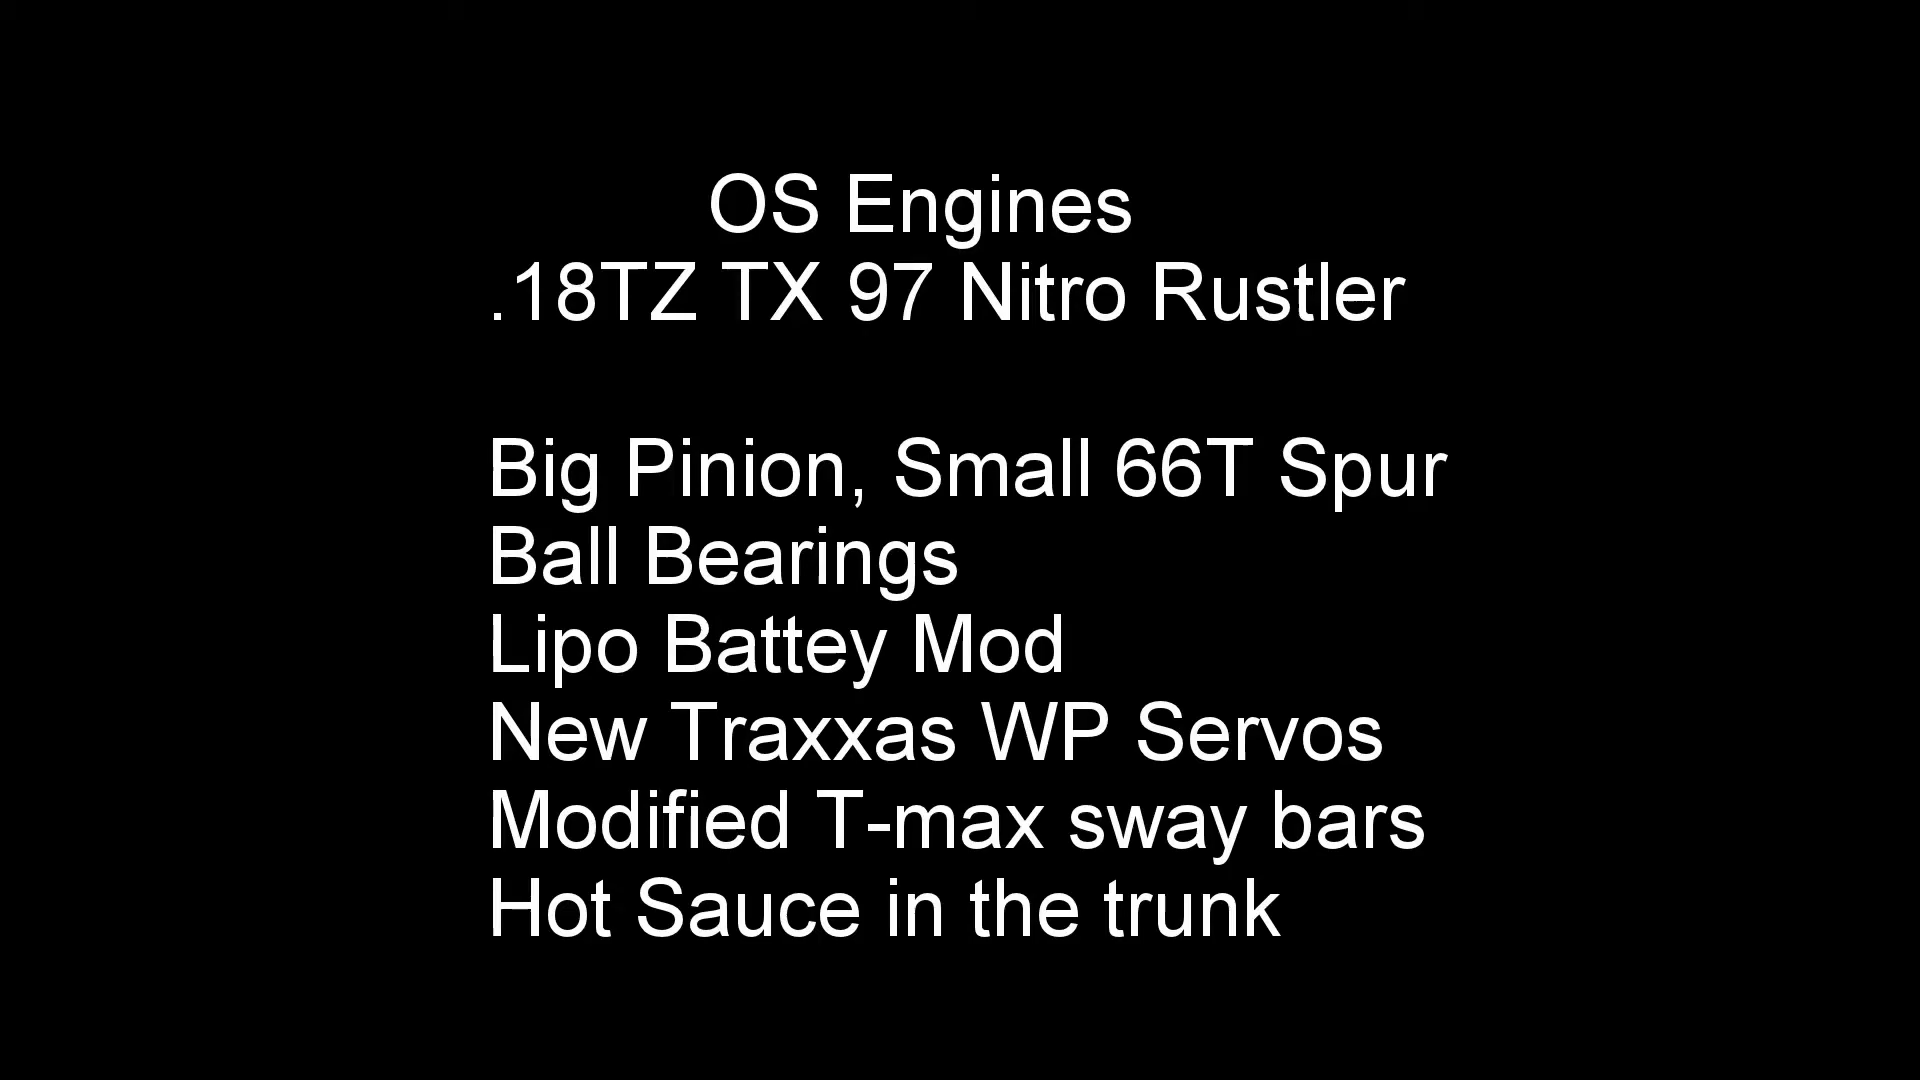 OS Engines
.18TZ TX 97 Nitro Rustler
Big Pinion, Small 66T Spur
Ball Bearings
Lipo Battey Mod
New Traxxas WP Servos
Modified T-max sway bars
Hot Sauce in the trunk